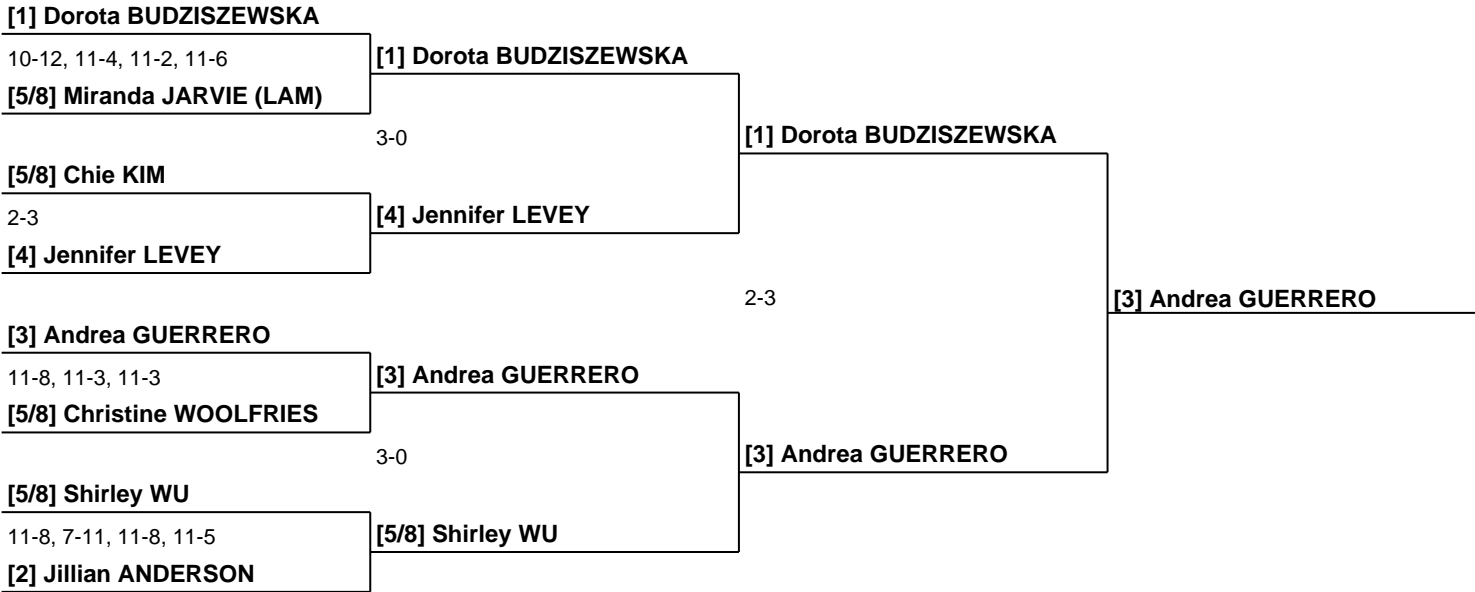 [1] Dorota BUDZISZEWSKA
10-12, 11-4, 11-2, 11-6
[1] Dorota BUDZISZEWSKA
[5/8] Miranda JARVIE (LAM)
3-0
[1] Dorota BUDZISZEWSKA
[5/8] Chie KIM
2-3
[4] Jennifer LEVEY
[4] Jennifer LEVEY
2-3
[3] Andrea GUERRERO
[3] Andrea GUERRERO
11-8, 11-3, 11-3
[3] Andrea GUERRERO
[5/8] Christine WOOLFRIES
3-0
[3] Andrea GUERRERO
[5/8] Shirley WU
11-8, 7-11, 11-8, 11-5
[5/8] Shirley WU
[2] Jillian ANDERSON